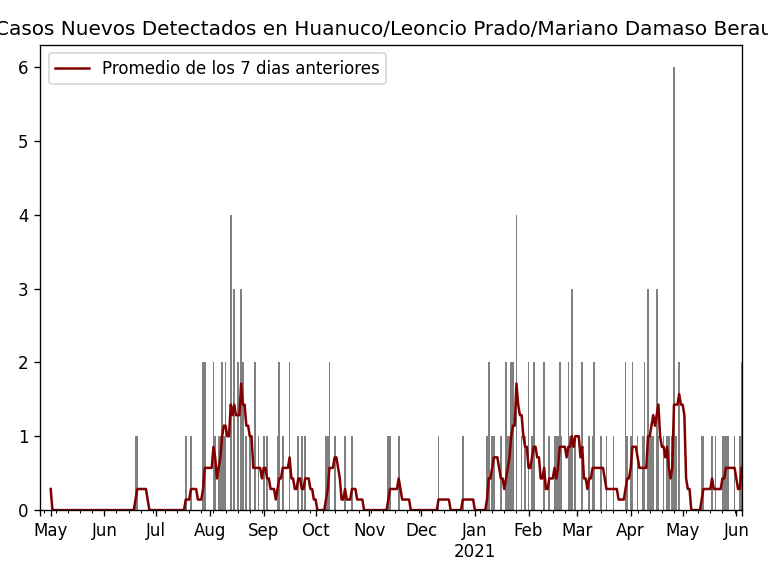 Casos Nuevos Detectados en Huanuco/Leoncio Prado/Mariano Damaso Berau
Promedio de los 7 dias anteriores
6
5
4
3
2
1
0
May Jun Jul Aug Sep Oct Nov Dec Jan Feb Mar Apr May Jun
2021